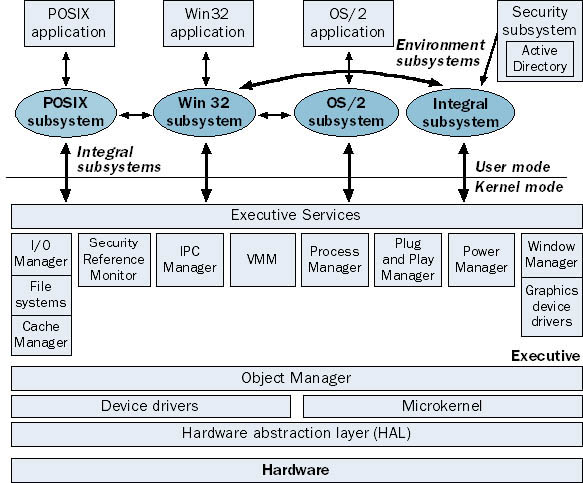 POSIX
application
Win32
application
OS/2
application
Security
subsystem
Active
Directory
Environment
subsystems
POSIX
subsystem
Win 32
subsystem
OS/2
subsystem
Integral
subsystem
Integral
subsystems
User mode
Kernel mode
Executive Services
I/O
Manager
File
systems
Cache
Manager
Security
Reference
Monitor
IPC
Manager
VMM
Process
Manager
Plug
and Play
Manager
Power
Manager
Window
Manager
Graphics
device
drivers
Executive
Object Manager
Device drivers
Microkernel
Hardware abstraction layer (HAL)
Hardware